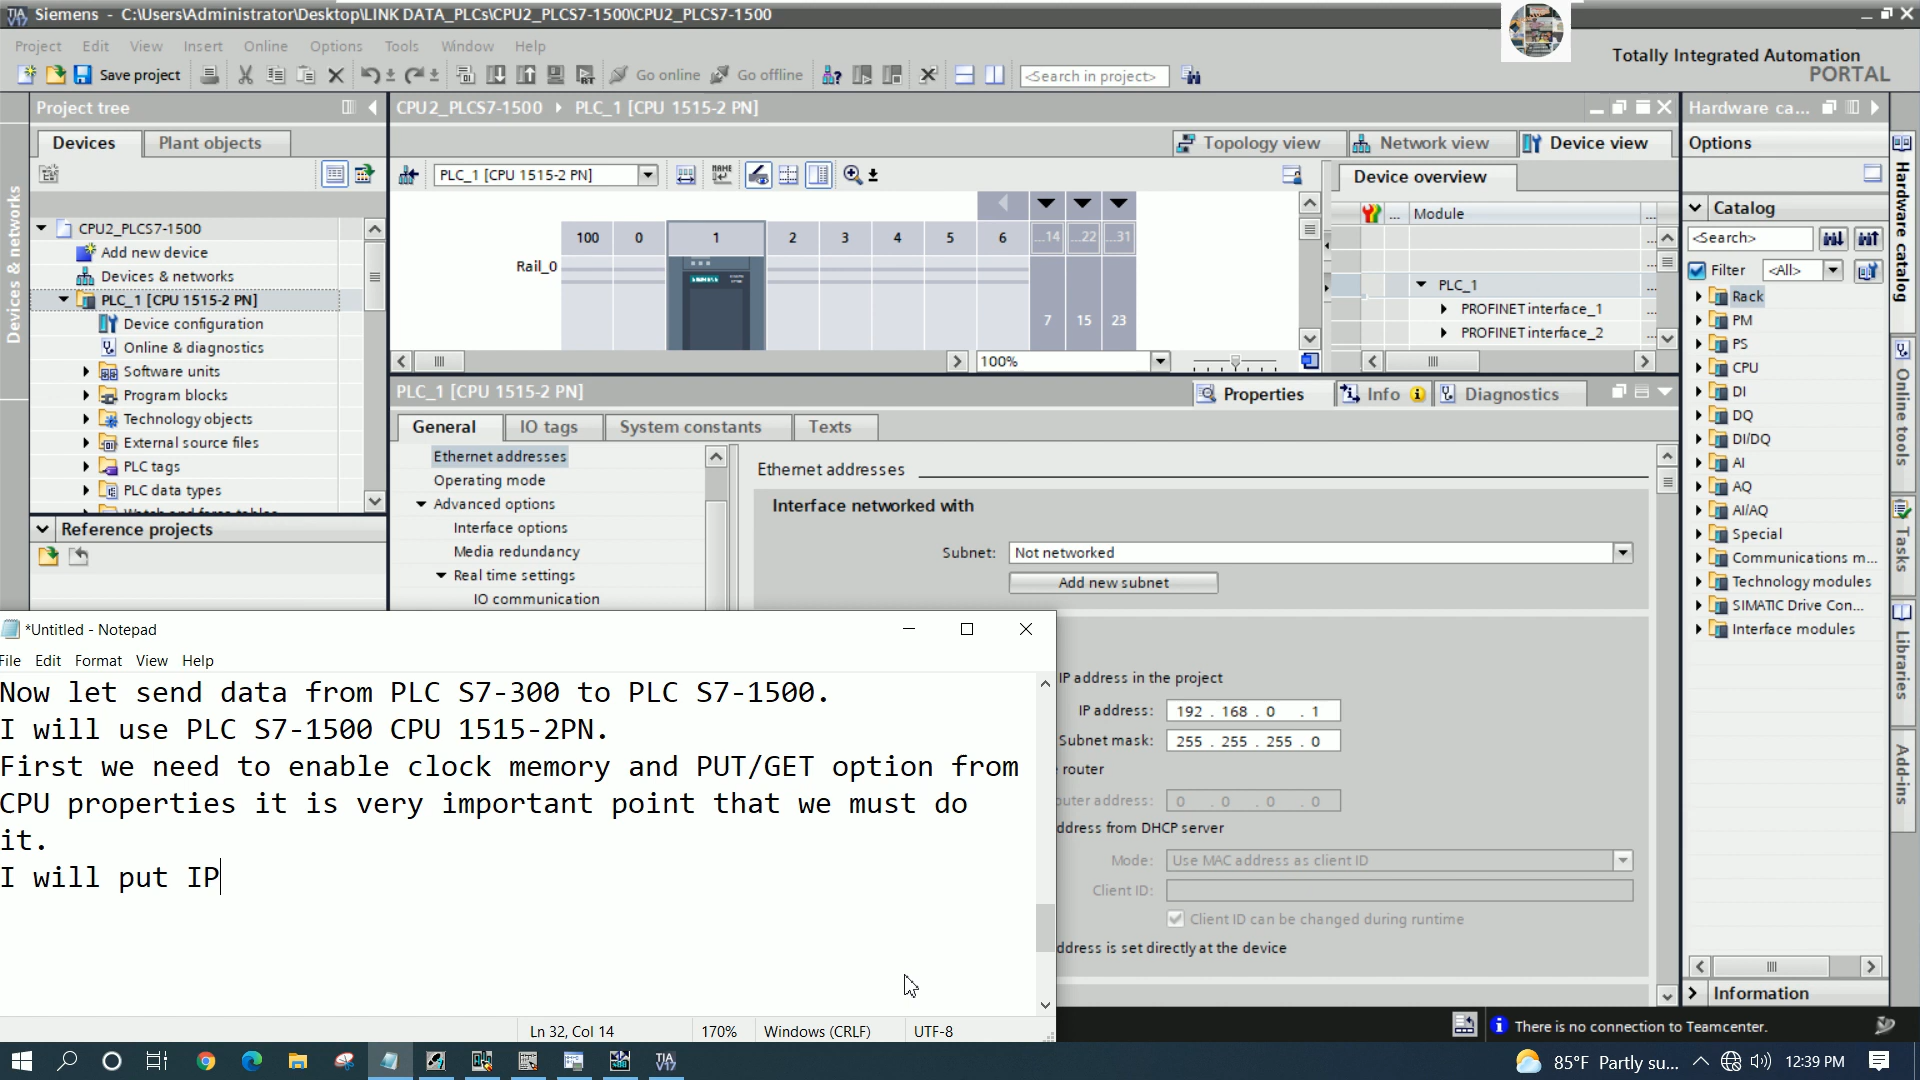 Siemens - C:\Users\Administrator\Desktop\LINK DATA_PLCs\CPU2_PLCS7-1500\CPU2_PLCS7-1500
Project Edit View Insert Online Options Tools Window Help
Totally Integrated Automation
PORTAL
Save project
Go online
Go offline
<Search in project>
Project tree
CPU2_PLCS7-1500 PLC_1 [CPU 1515-2 PN]
Hardware ca...
Devices
Plant objects
Topology view
Network view
Device view
Options
PLC_1 [CPU 1515-2 PN]
Device overview
... Module ...
Catalog
<Search>
Filter <All>
CPU2_PLCS7-1500
Add new device
Devices & networks
PLC_1 [CPU 1515-2 PN]
Device configuration
Online & diagnostics
Software units
Program blocks
Technology objects
External source files
PLC tags
PLC data types
Watch and force tables
Reference projects
100 0 1 2 3 4 5 6 ...14 ...22 ...31
Rail_0
SIEMENS
7 15 23
100%
PLC_1
PROFINET interface_1
PROFINET interface_2
Rack
PM
PS
CPU
DI
DQ
DI/DQ
AI
AQ
AI/AQ
Special
Communications m...
Technology modules
SIMATIC Drive Con...
Interface modules
Information
PLC_1 [CPU 1515-2 PN]
Properties
Info
Diagnostics
General
IO tags
System constants
Texts
Ethernet addresses
Operating mode
Advanced options
Interface options
Media redundancy
Real time settings
IO communication
Ethernet addresses
Interface networked with
Subnet: Not networked
Add new subnet
IP address in the project
IP address: 192 . 168 . 0 . 1
Subnet mask: 255 . 255 . 255 . 0
router
outer address: 0 . 0 . 0 . 0
ddress from DHCP server
Mode: Use MAC address as client ID
Client ID:
Client ID can be changed during runtime
ddress is set directly at the device
*Untitled - Notepad
File Edit Format View Help
Now let send data from PLC S7-300 to PLC S7-1500.
I will use PLC S7-1500 CPU 1515-2PN.
First we need to enable clock memory and PUT/GET option from
CPU properties it is very important point that we must do
it.
I will put IP
Ln 32, Col 14 170% Windows (CRLF) UTF-8
Devices & networks
Hardware catalog
Online tools
Tasks
Libraries
Add-ins
There is no connection to Teamcenter.
85°F Partly su... 12:39 PM